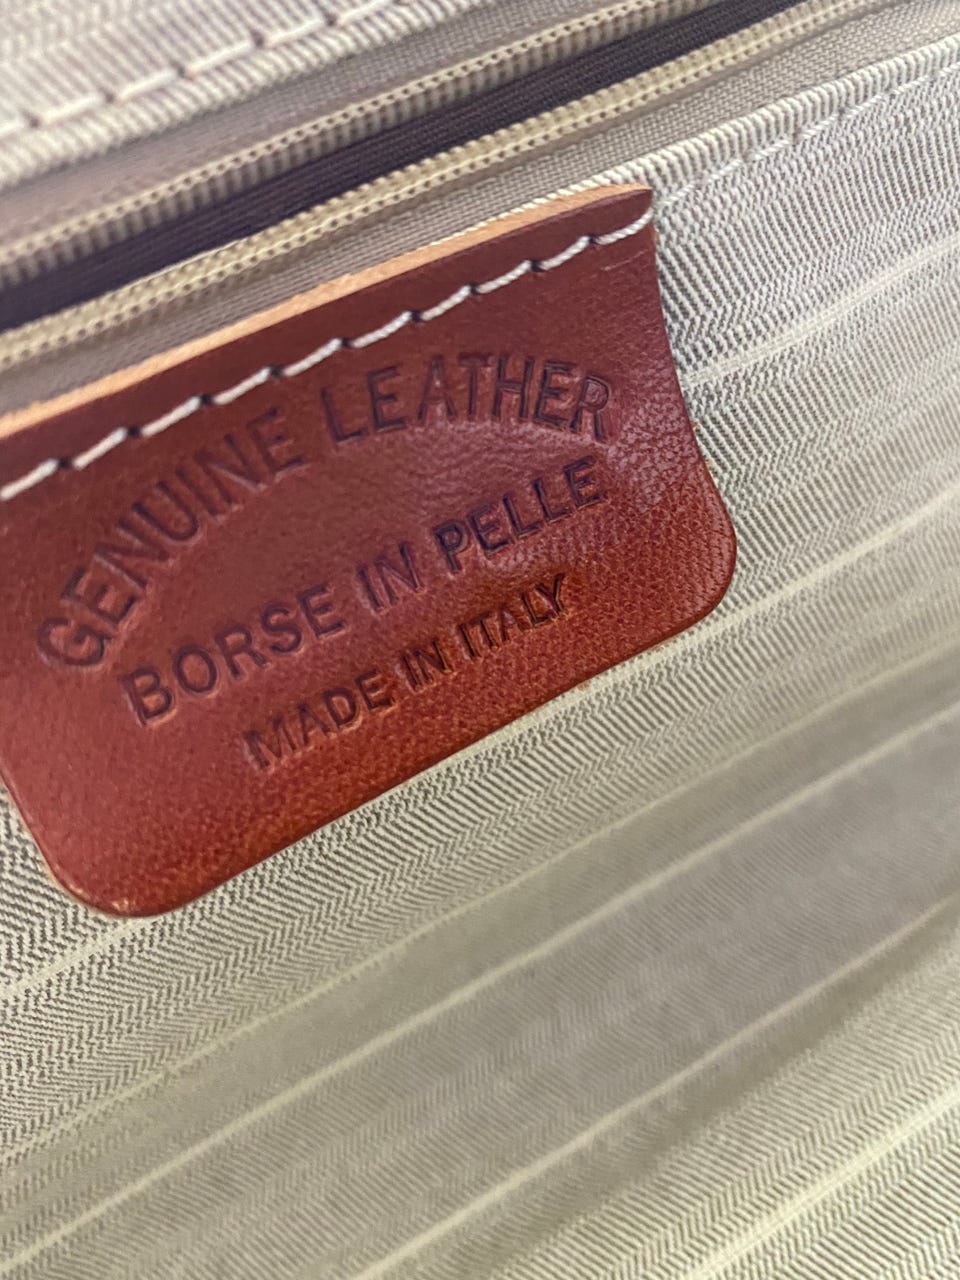 GENUINE LEATHER
BORSE IN PELLE
MADE IN ITALY